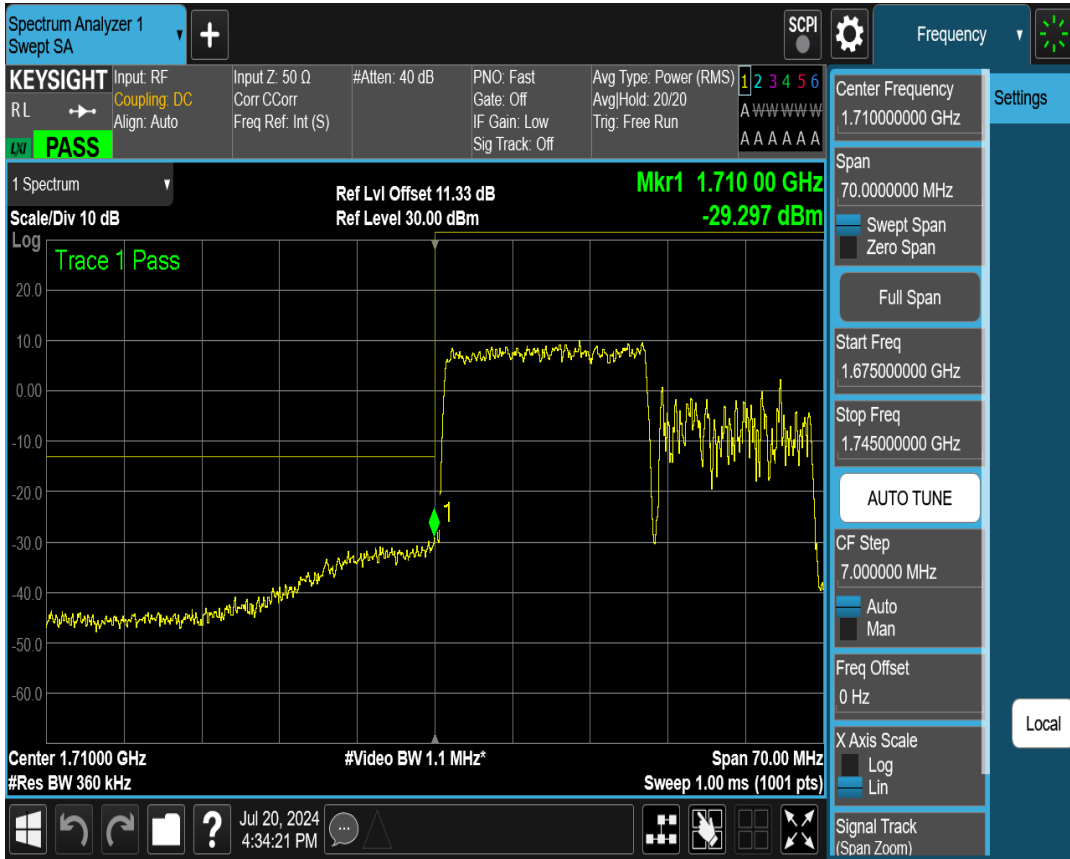 Spectrum Analyzer 1
Swept SA
+
SCPI
Frequency
KEYSIGHT
RL
LXI PASS
Input: RF
Coupling: DC
Align: Auto
Input Z: 50 Ω
Corr CCorr
Freq Ref: Int (S)
#Atten: 40 dB
PNO: Fast
Gate: Off
IF Gain: Low
Sig Track: Off
Avg Type: Power (RMS)
Avg|Hold: 20/20
Trig: Free Run
1 2 3 4 5 6
A W W W W W
A A A A A A
1 Spectrum
Scale/Div 10 dB
Ref Lvl Offset 11.33 dB
Ref Level 30.00 dBm
Mkr1 1.710 00 GHz
-29.297 dBm
Log
Trace 1 Pass
20.0
10.0
0.00
-10.0
-20.0
-30.0
-40.0
-50.0
-60.0
1
Center 1.71000 GHz
#Video BW 1.1 MHz*
Span 70.00 MHz
#Res BW 360 kHz
Sweep 1.00 ms (1001 pts)
Center Frequency
1.710000000 GHz
Settings
Span
70.0000000 MHz
Swept Span
Zero Span
Full Span
Start Freq
1.675000000 GHz
Stop Freq
1.745000000 GHz
AUTO TUNE
CF Step
7.000000 MHz
Auto
Man
Freq Offset
0 Hz
X Axis Scale
Log
Lin
Signal Track
(Span Zoom)
Local
?
Jul 20, 2024
4:34:21 PM